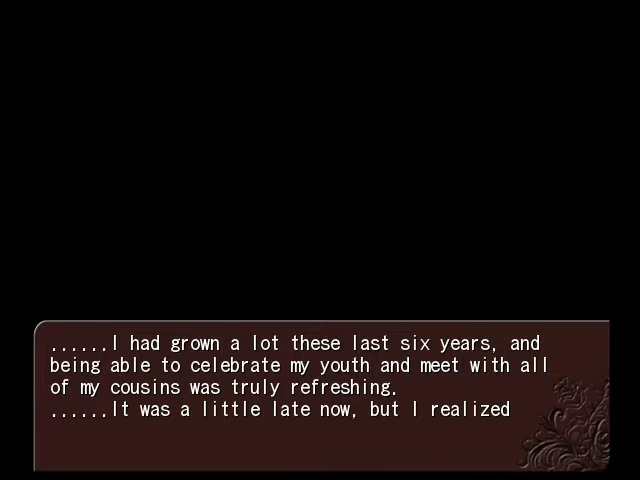 ......I had grown a lot these last six years, and
being able to celebrate my youth and meet with all
of my cousins was truly refreshing.
......It was a little late now, but I realized